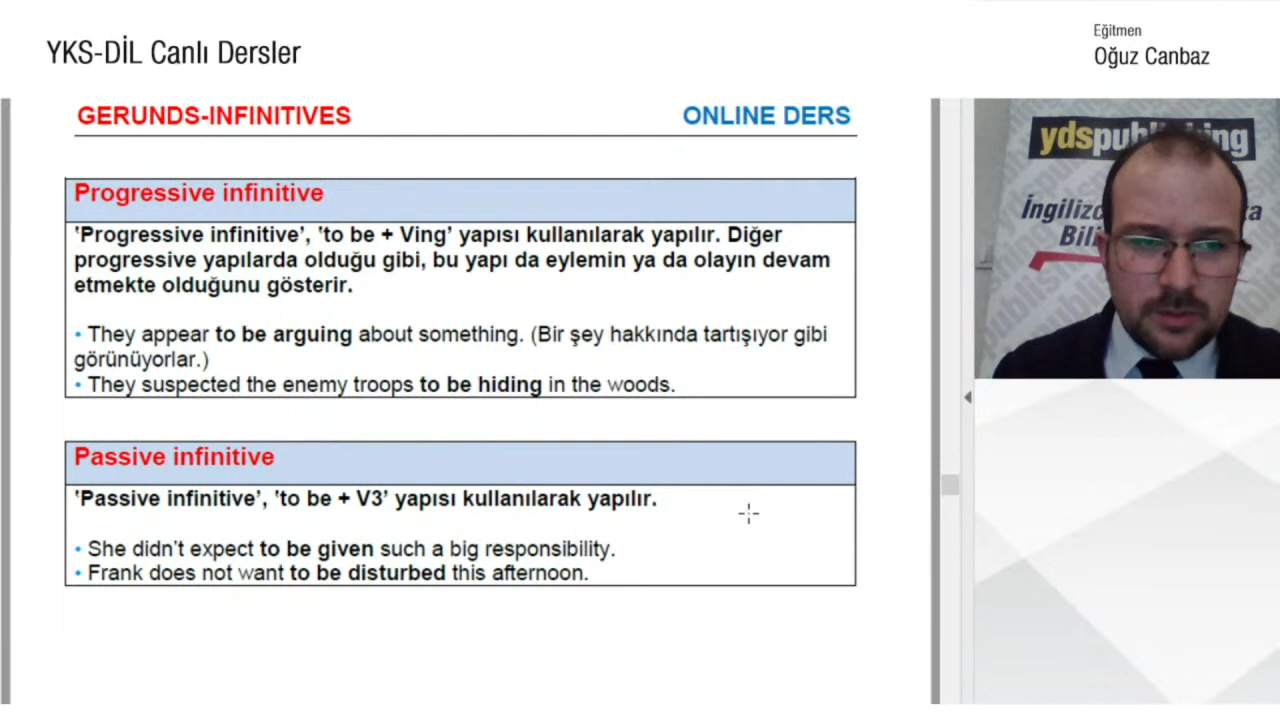 YKS-DİL Canlı Dersler
Eğitmen
Oğuz Canbaz
GERUNDS-INFINITIVES
ONLINE DERS
Progressive infinitive
'Progressive infinitive', 'to be + Ving' yapısı kullanılarak yapılır. Diğer
progressive yapılarda olduğu gibi, bu yapı da eylemin ya da olayın devam
etmekte olduğunu gösterir.
• They appear to be arguing about something. (Bir şey hakkında tartışıyor gibi
görünüyorlar.)
• They suspected the enemy troops to be hiding in the woods.
Passive infinitive
'Passive infinitive', 'to be + V3' yapısı kullanılarak yapılır.
• She didn't expect to be given such a big responsibility.
• Frank does not want to be disturbed this afternoon.